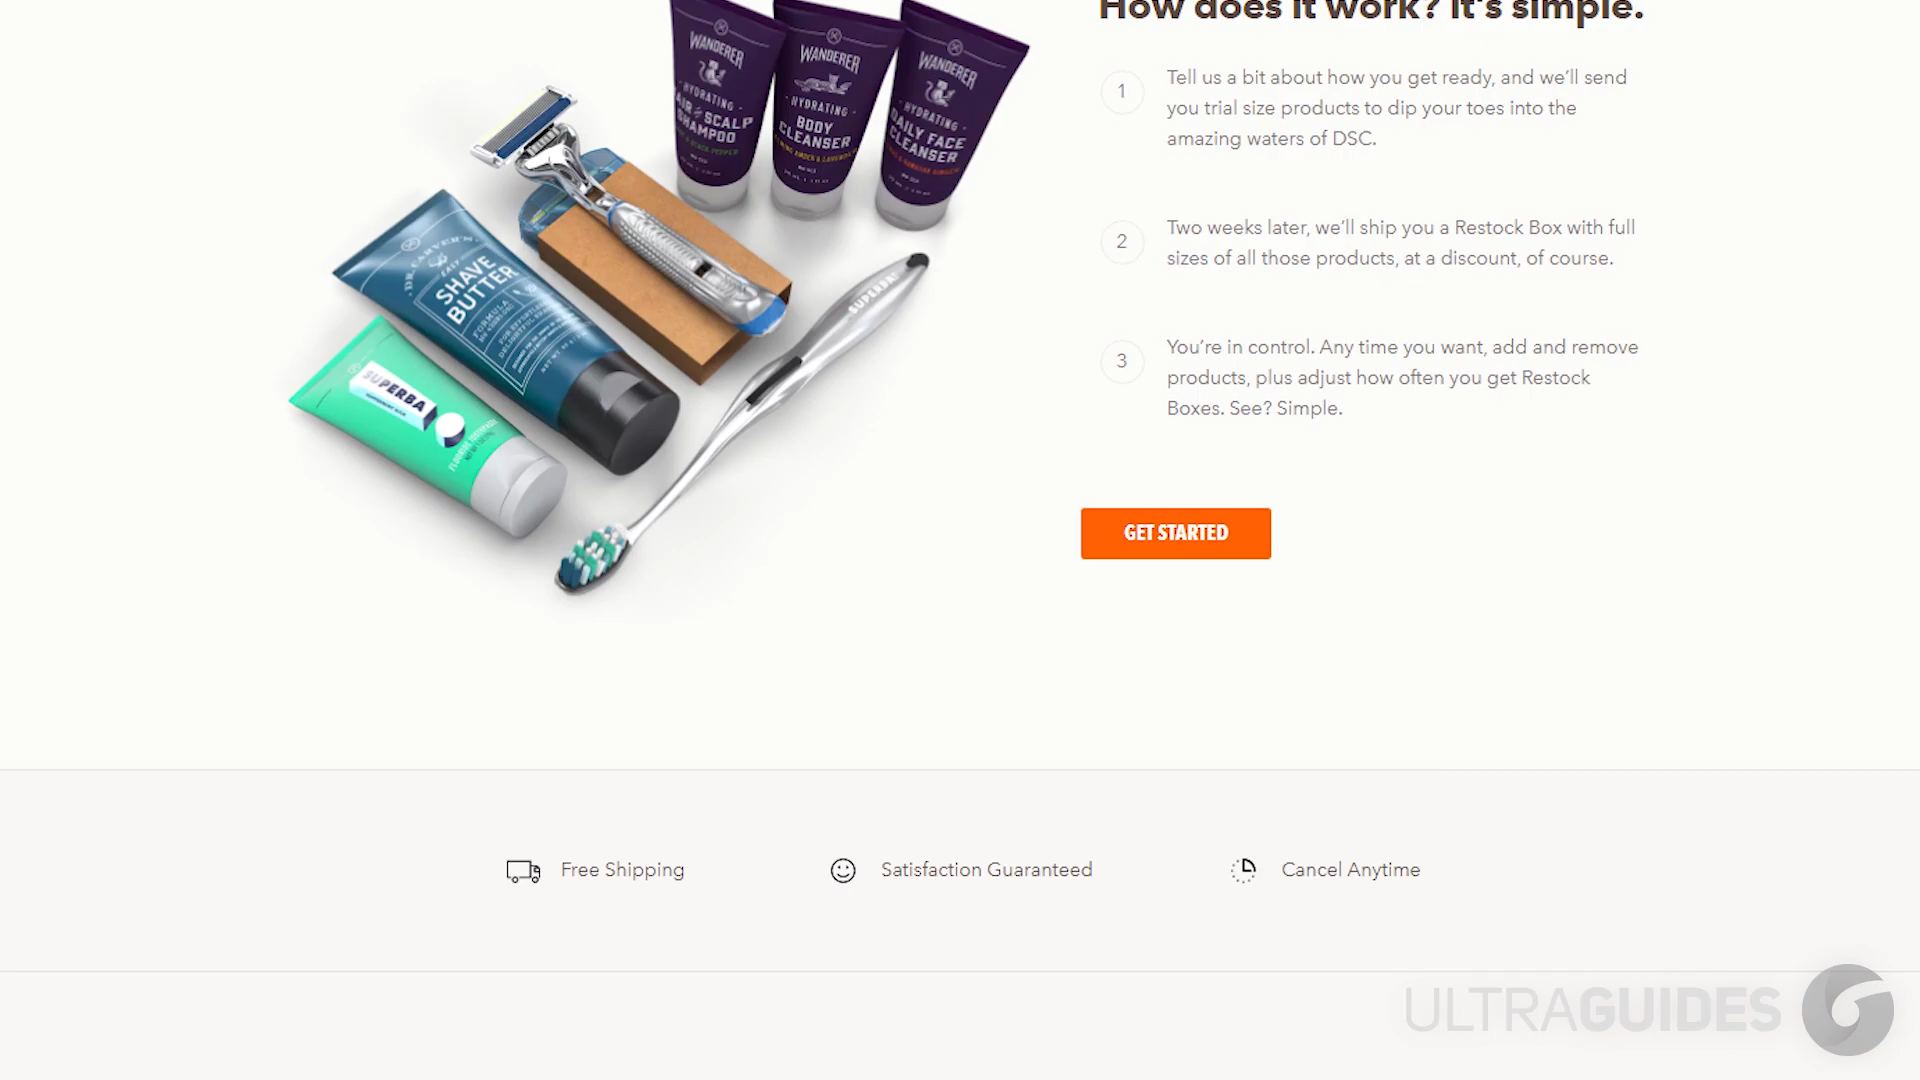 How does it work? It's simple.
1
Tell us a bit about how you get ready, and we'll send
you trial size products to dip your toes into the
amazing waters of DSC.
2
Two weeks later, we'll ship you a Restock Box with full
sizes of all those products, at a discount, of course.
3
You're in control. Any time you want, add and remove
products, plus adjust how often you get Restock
Boxes. See? Simple.
GET STARTED
WANDERER
HYDRATING
SCALP
SHAMPOO
WANDERER
HYDRATING
BODY
CLEANSER
WANDERER
HYDRATING
DAILY FACE
CLEANSER
DR. CARVER'S
EASY
SHAVE
BUTTER
SUPERBA!
SUPERBA
Free Shipping
Satisfaction Guaranteed
Cancel Anytime
ULTRAGUIDES